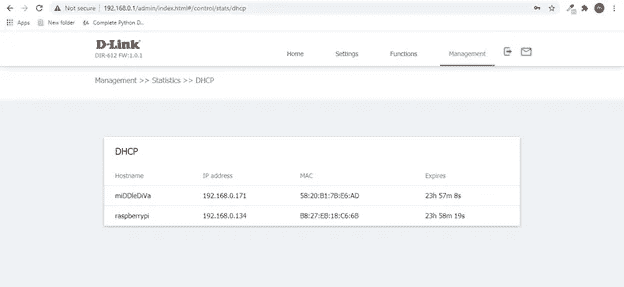 Not secure | 192.168.0.1/admin/index.html#/control/stats/dhcp
Apps New folder Complete Python D...
D-Link
DIR-612 FW:1.0.1
Home Settings Functions Management
Management >> Statistics >> DHCP
DHCP
Hostname IP address MAC Expires
miDDleDiVa 192.168.0.171 58:20:B1:7B:E6:AD 23h 57m 8s
raspberrypi 192.168.0.134 B8:27:EB:18:C6:6B 23h 58m 19s